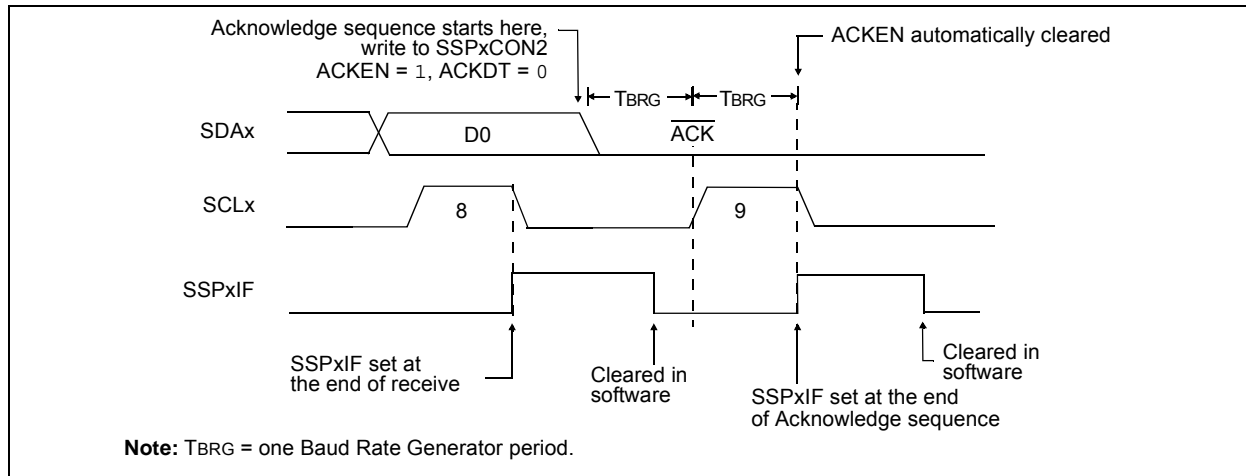 Acknowledge sequence starts here,
write to SSPxCON2
ACKEN = 1, ACKDT = 0
ACKEN automatically cleared
TBRG
TBRG
SDAx
D0
ACK
SCLx
8
9
SSPxIF
SSPxIF set at
the end of receive
Cleared in
software
SSPxIF set at the end
of Acknowledge sequence
Cleared in
software
Note: TBRG = one Baud Rate Generator period.